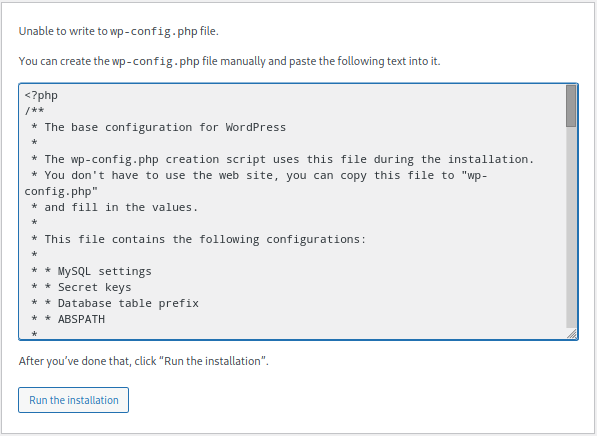 Unable to write to wp-config.php file.
You can create the wp-config.php file manually and paste the following text into it.
<?php
/**
 * The base configuration for WordPress
 *
 * The wp-config.php creation script uses this file during the installation.
 * You don't have to use the web site, you can copy this file to "wp-
config.php"
 * and fill in the values.
 *
 * This file contains the following configurations:
 *
 * * MySQL settings
 * * Secret keys
 * * Database table prefix
 * * ABSPATH
 *
After you’ve done that, click “Run the installation”.
Run the installation